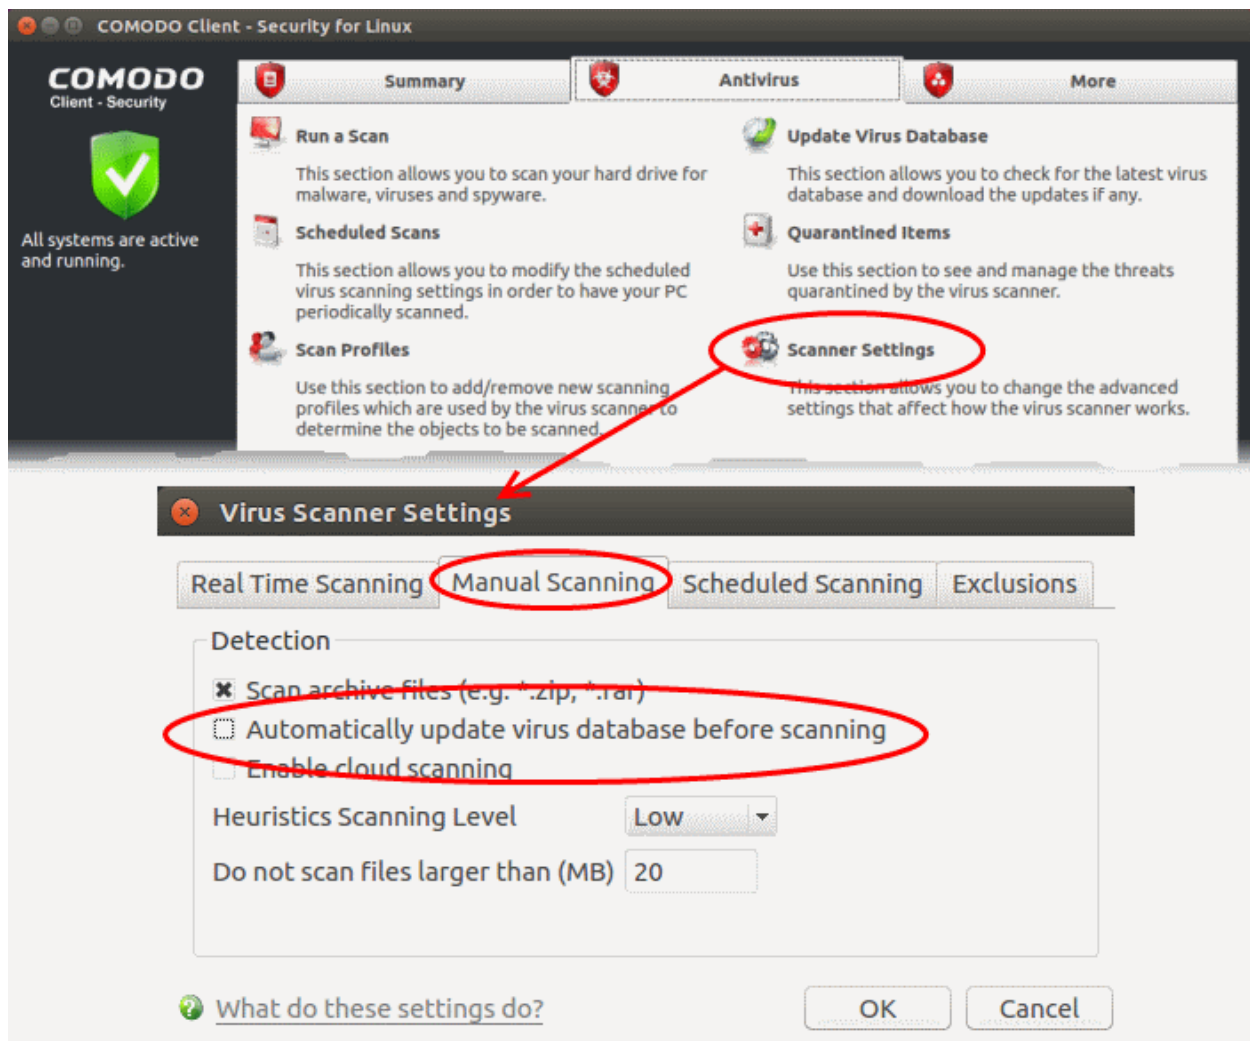 COMODO Client - Security for Linux
COMODO
Client - Security
All systems are active
and running.
Summary
Antivirus
More
Run a Scan
This section allows you to scan your hard drive for
malware, viruses and spyware.
Update Virus Database
This section allows you to check for the latest virus
database and download the updates if any.
Scheduled Scans
This section allows you to modify the scheduled
virus scanning settings in order to have your PC
periodically scanned.
Quarantined Items
Use this section to see and manage the threats
quarantined by the virus scanner.
Scan Profiles
Use this section to add/remove new scanning
profiles which are used by the virus scanner to
determine the objects to be scanned.
Scanner Settings
This section allows you to change the advanced
settings that affect how the virus scanner works.
Virus Scanner Settings
Real Time Scanning
Manual Scanning
Scheduled Scanning
Exclusions
Detection
Scan archive files (e.g. *.zip, *.rar)
Automatically update virus database before scanning
Enable cloud scanning
Heuristics Scanning Level
Low
Do not scan files larger than (MB)
20
What do these settings do?
OK
Cancel